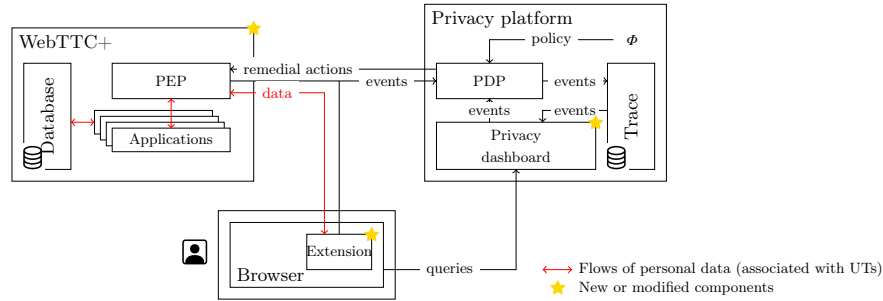 Privacy platform
WebTTC+
policy
Φ
Database
PEP
remedial actions
events
PDP
events
Trace
data
events
events
Applications
Privacy
dashboard
Extension
Browser
queries
Flows of personal data (associated with UTs)
New or modified components